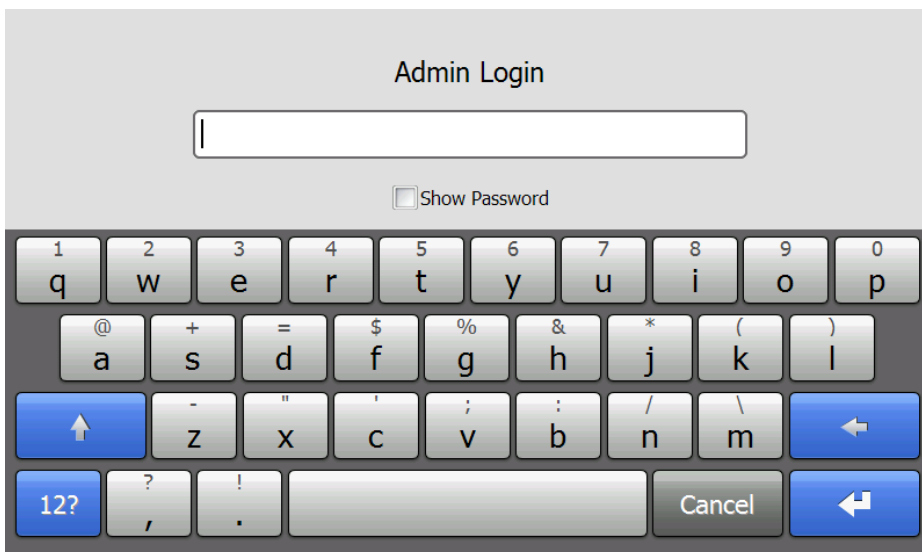 Admin Login
Show Password
1 2 3 4 5 6 7 8 9 0
q w e r t y u i o p
@ + = $ % & * ( )
a s d f g h j k l
- " ' ; : / \
z x c v b n m
12? ? ! Cancel
, .